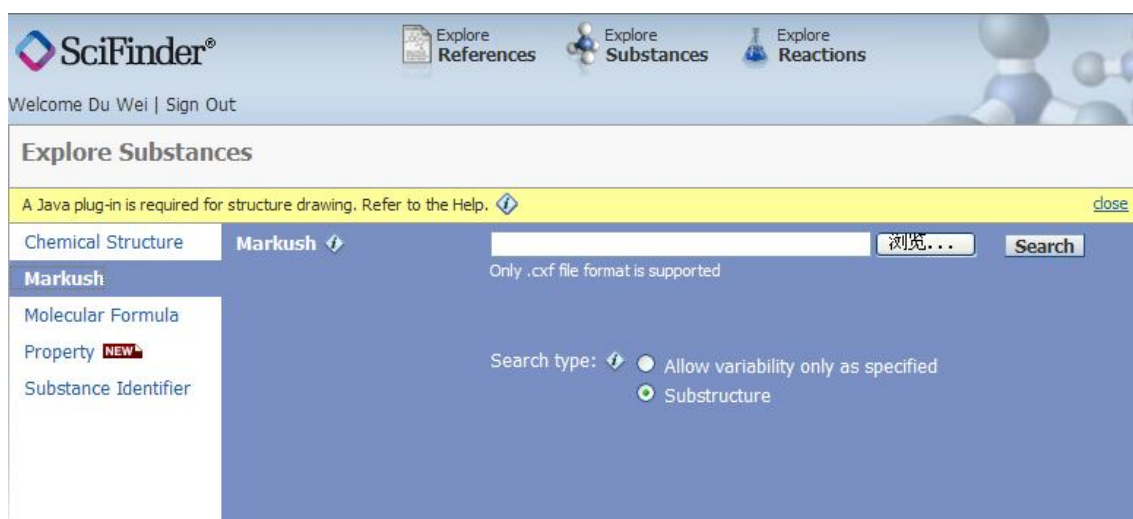 SciFinder®
Explore References
Explore Substances
Explore Reactions
Welcome Du Wei | Sign Out
Explore Substances
A Java plug-in is required for structure drawing. Refer to the Help.
close
Chemical Structure
Markush
Molecular Formula
Property NEW
Substance Identifier
Markush
浏览...
Search
Only .cxf file format is supported
Search type:
Allow variability only as specified
Substructure